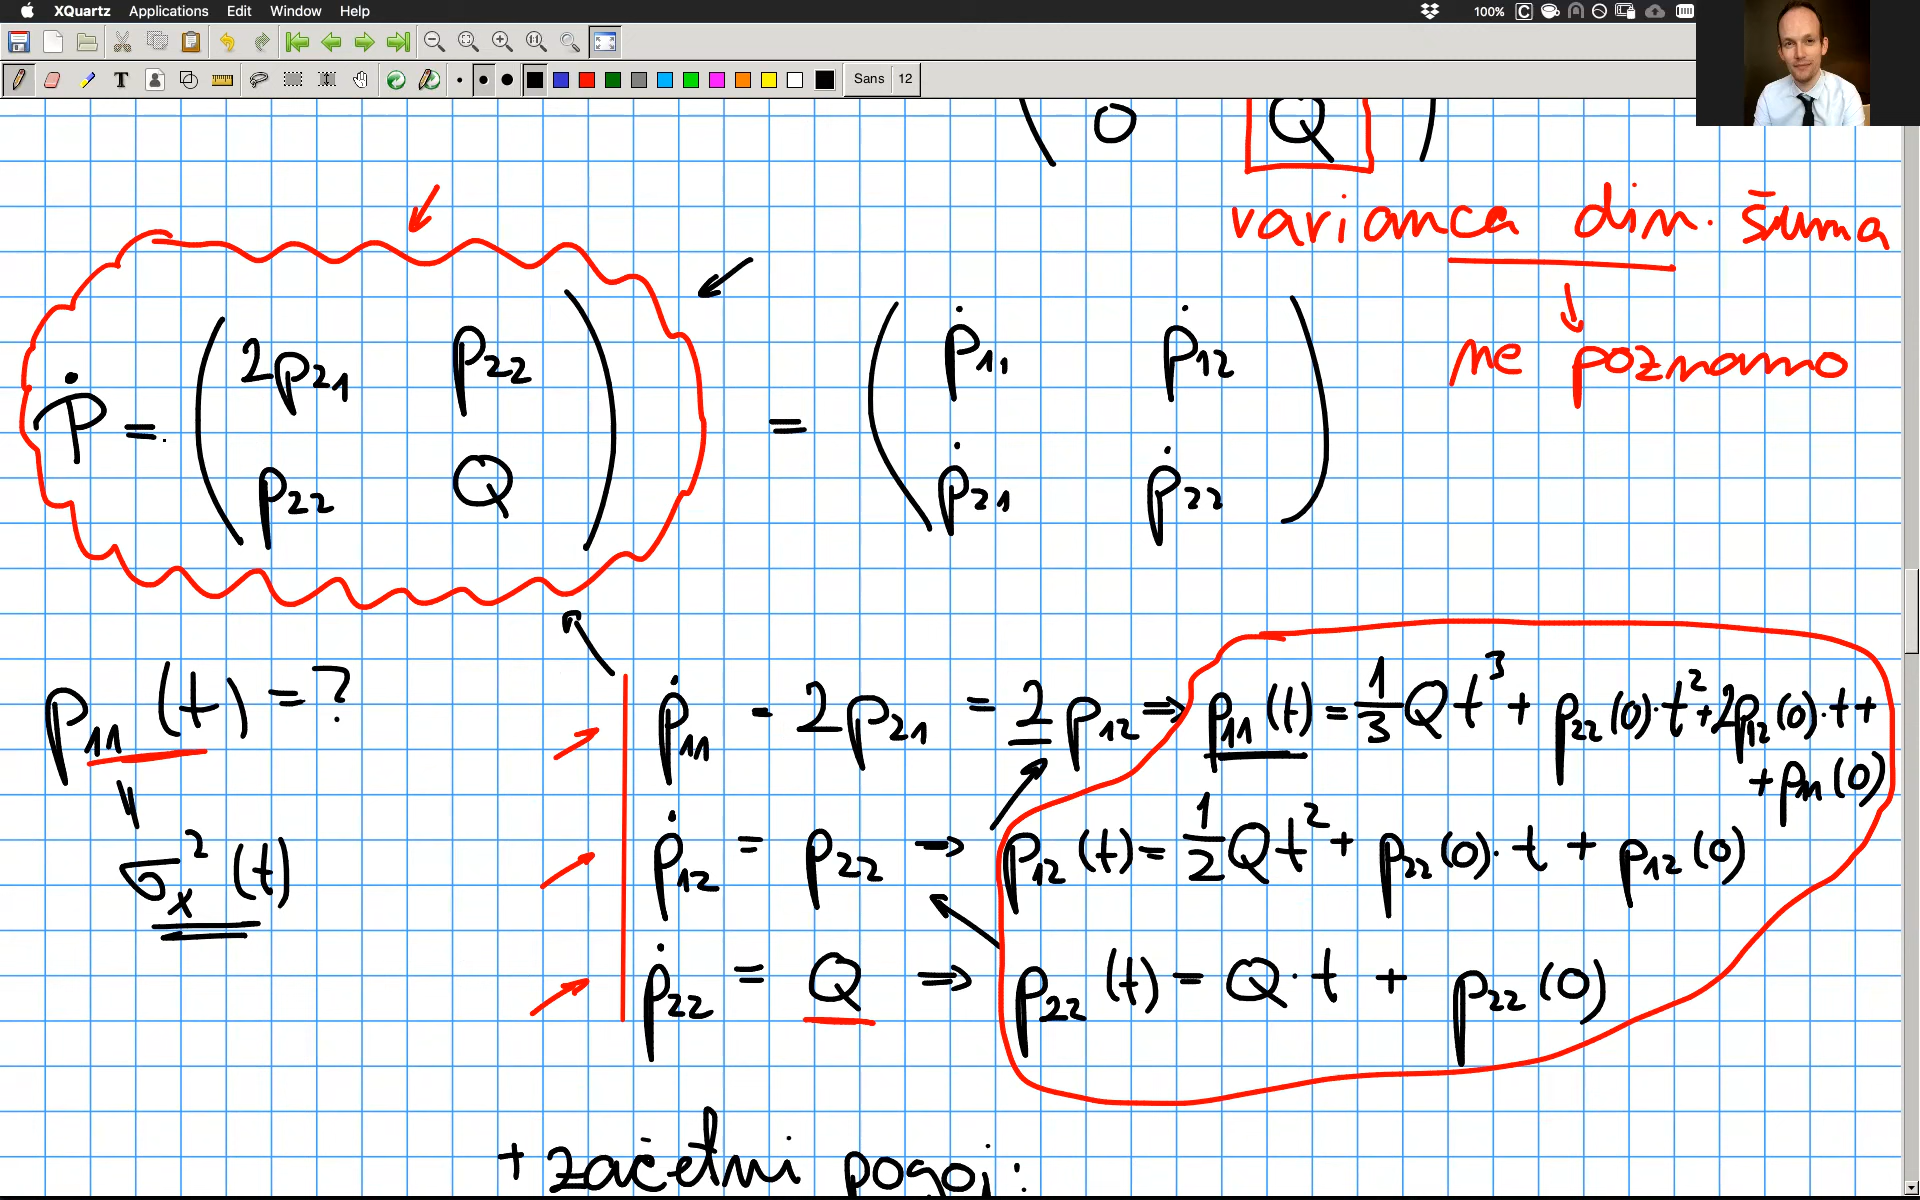 XQuartz Applications Edit Window Help
100%
Sans 12
0 Q
varianca din. šuma
ne poznamo
Ṗ = ( 2p₂₁ p₂₂ ) = ( ṗ₁₁ ṗ₁₂ )
( p₂₂ Q ) ( ṗ₂₁ ṗ₂₂ )
p₁₁(t) = ?
σₓ²(t)
ṗ₁₁ = 2p₂₁ = 2p₁₂ ⇒ p₁₁(t) = 1/3 Qt³ + p₂₂(0)·t² + 2p₁₂(0)·t +
+ p₁₁(0)
ṗ₁₂ = p₂₂ → p₁₂(t) = 1/2 Qt² + p₂₂(0)·t + p₁₂(0)
ṗ₂₂ = Q ⇒ p₂₂(t) = Q·t + p₂₂(0)
+ začetni pogoj: